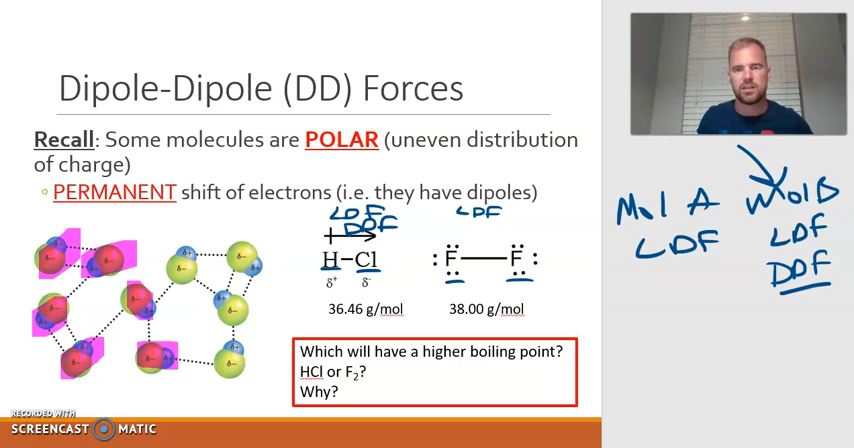 Dipole-Dipole (DD) Forces
Recall: Some molecules are POLAR (uneven distribution
of charge)
PERMANENT shift of electrons (i.e. they have dipoles)
LDF
DDF
LDF
H–Cl
δ+ δ-
:F — F:
36.46 g/mol
38.00 g/mol
Which will have a higher boiling point?
HCl or F₂?
Why?
Mol A
LDF
Mol B
LDF
DDF
δ+ δ− δ− δ+ δ− δ+
δ− δ+ δ− δ+ δ+ δ−
δ− δ+ δ− δ+ δ−
RECORDED WITH
SCREENCAST MATIC